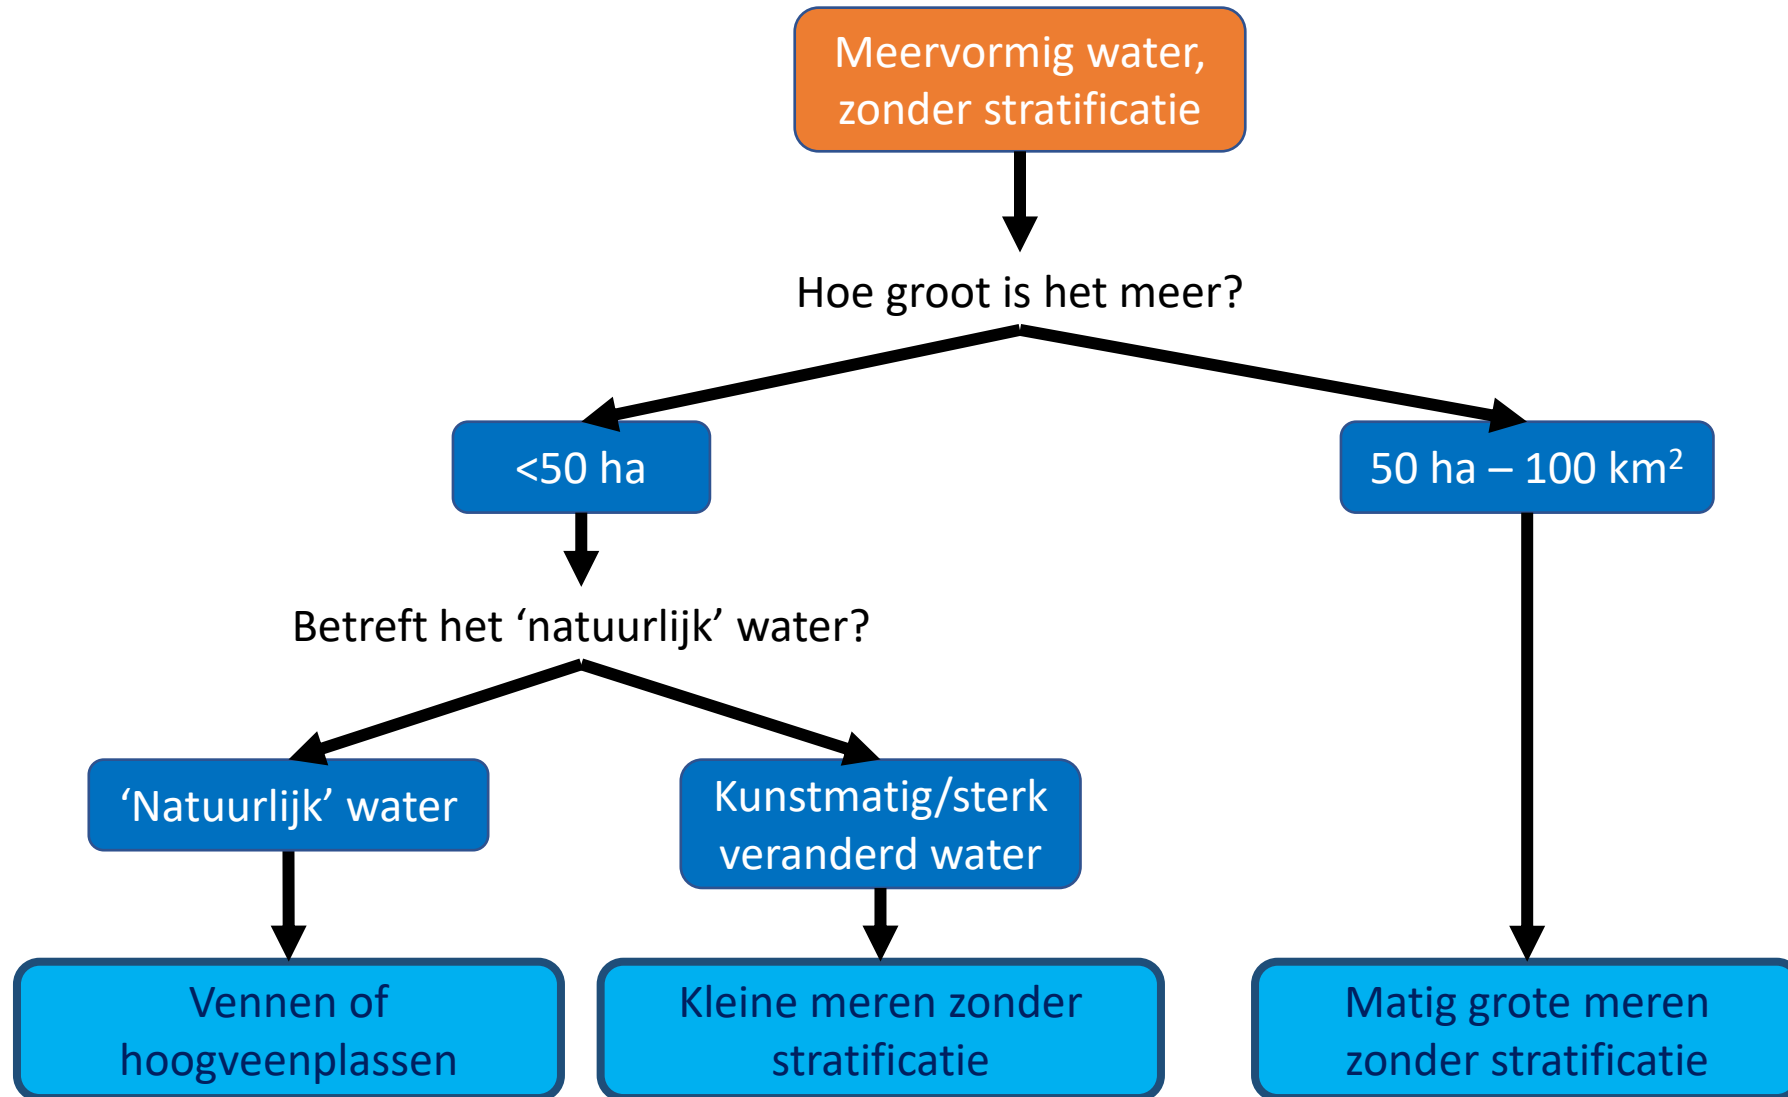 Meervormig water,
zonder stratificatie
Hoe groot is het meer?
<50 ha
50 ha – 100 km²
Betreft het ‘natuurlijk’ water?
‘Natuurlijk’ water
Kunstmatig/sterk
veranderd water
Vennen of
hoogveenplassen
Kleine meren zonder
stratificatie
Matig grote meren
zonder stratificatie